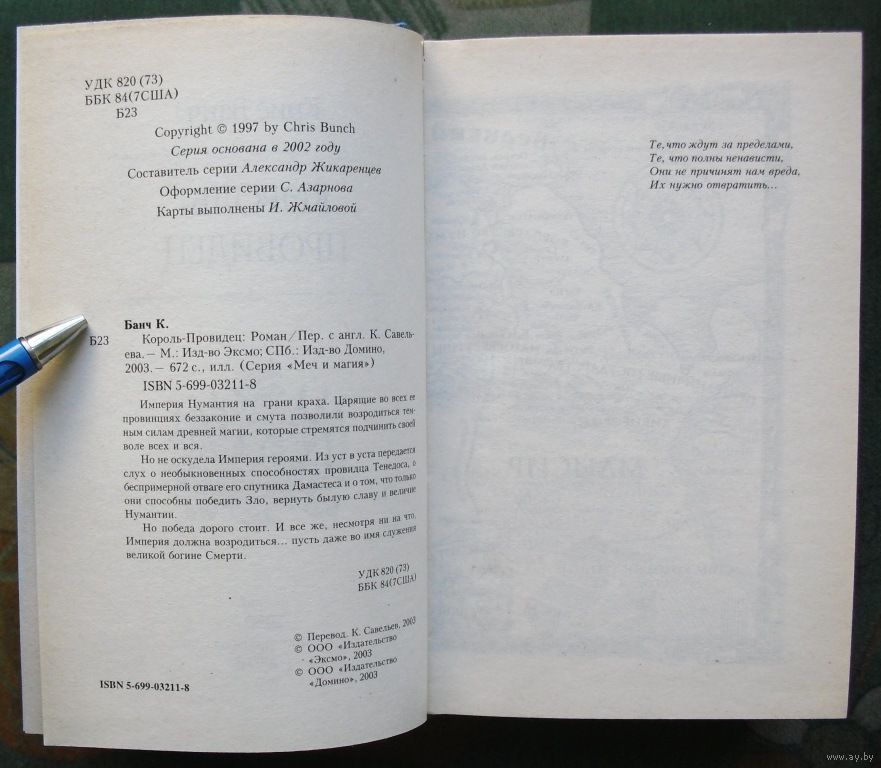 УДК 820 (73)
ББК 84(7США)
Б23
Copyright © 1997 by Chris Bunch
Серия основана в 2002 году
Составитель серии Александр Жикаренцев
Оформление серии С. Азарнова
Карты выполнены И. Жмайловой
Банч К.
Б23 Король-Провидец: Роман / Пер. с англ. К. Савель-
ева. — М.: Изд-во Эксмо; СПб.: Изд-во Домино,
2003. — 672 с., илл. (Серия «Меч и магия»)
ISBN 5-699-03211-8
Империя Нумантия на грани краха. Царящие во всех ее
провинциях беззаконие и смута позволили возродиться тем-
ным силам древней магии, которые стремятся подчинить своей
воле всех и вся.
Но не оскудела Империя героями. Из уст в уста передается
слух о необыкновенных способностях провидца Тенедоса, о
беспримерной отваге его спутника Дамастеса и о том, что только
они способны победить Зло, вернуть былую славу и величие
Нумантии.
Но победа дорого стоит. И все же, несмотря ни на что,
Империя должна возродиться... пусть даже во имя служения
великой богине Смерти.
УДК 820 (73)
ББК 84(7США)
© Перевод. К. Савельев, 2003
© ООО «Издательство
«Эксмо», 2003
© ООО «Издательство
«Домино», 2003
ISBN 5-699-03211-8
Те, что ждут за пределами,
Те, что полны ненависти,
Они не причинят нам вреда,
Их нужно отвратить...
www.ay.by